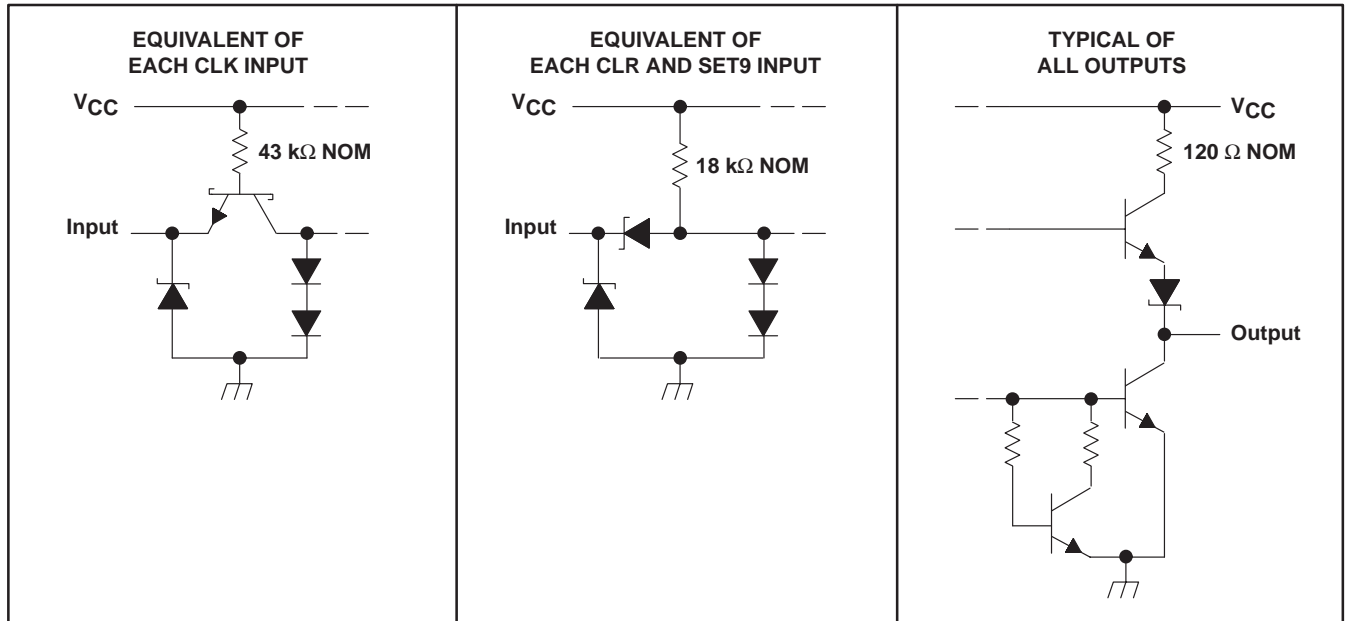 EQUIVALENT OF
EACH CLK INPUT
VCC
43 kΩ NOM
Input
EQUIVALENT OF
EACH CLR AND SET9 INPUT
VCC
18 kΩ NOM
Input
TYPICAL OF
ALL OUTPUTS
VCC
120 Ω NOM
Output